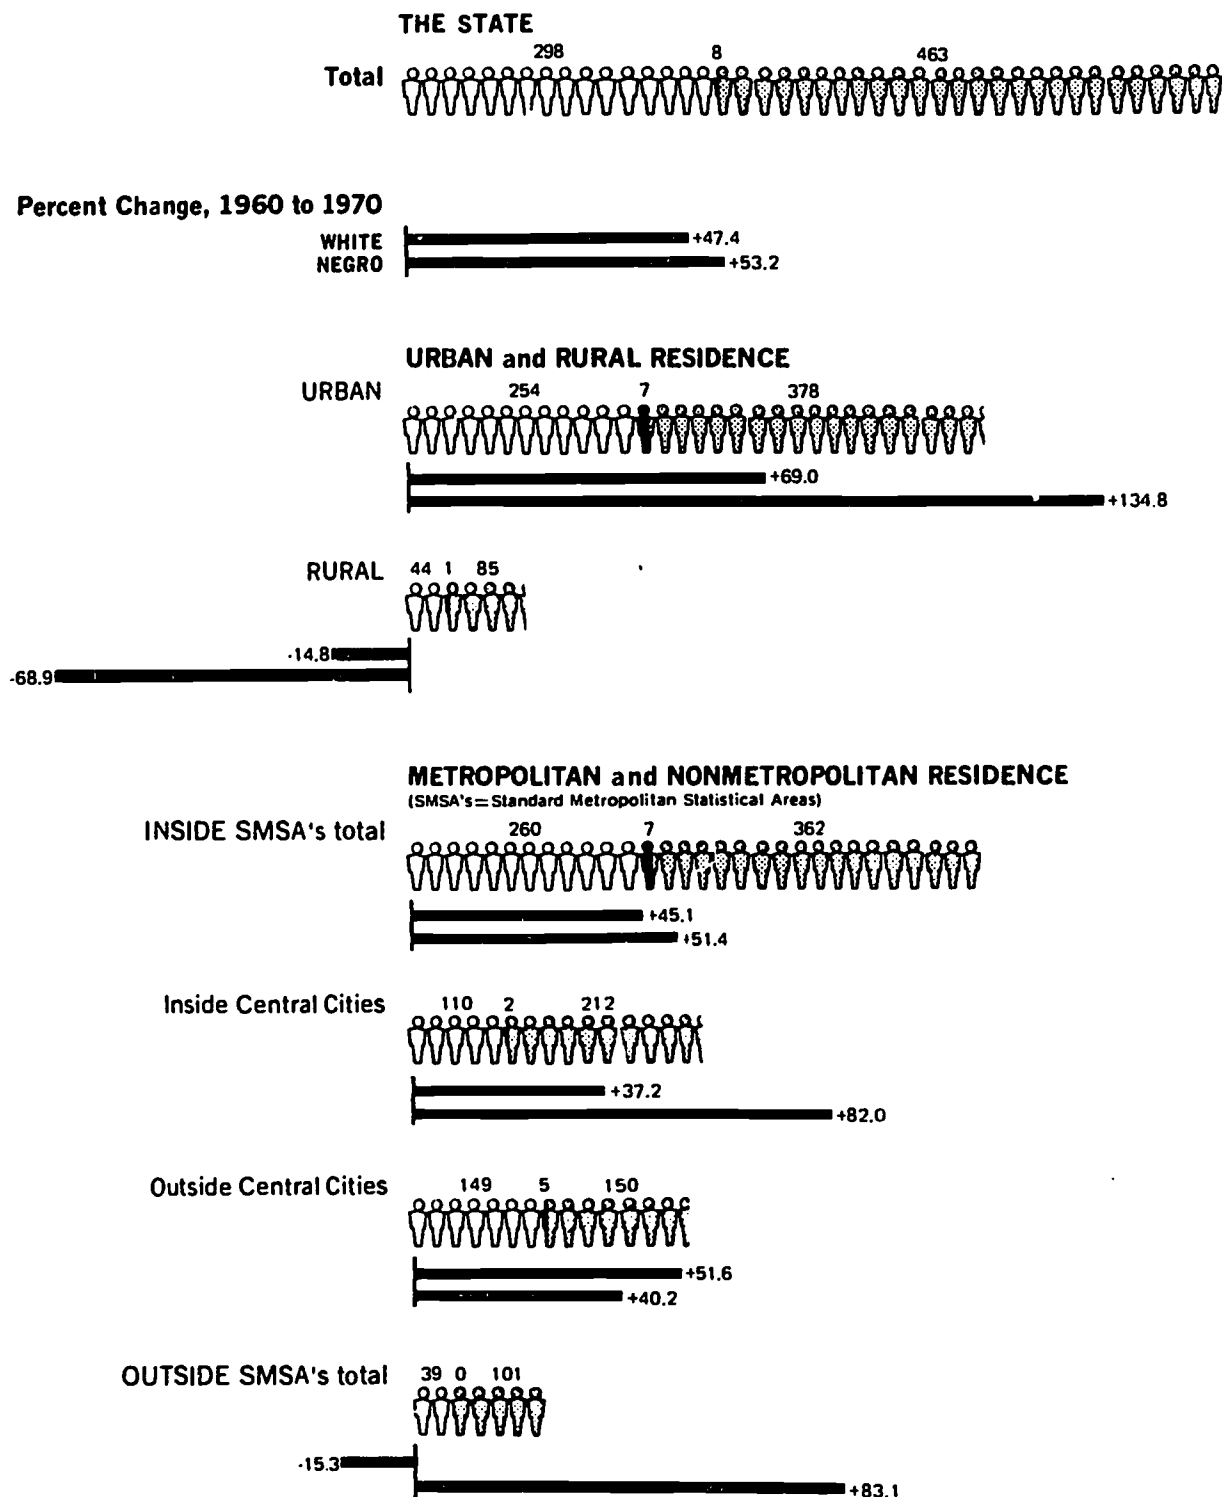 THE STATE
298 8 463
Total
Percent Change, 1960 to 1970
WHITE +47.4
NEGRO +53.2
URBAN and RURAL RESIDENCE
URBAN 254 7 378
+69.0
+134.8
RURAL 44 1 85
-14.8
-68.9
METROPOLITAN and NONMETROPOLITAN RESIDENCE
(SMSA's=Standard Metropolitan Statistical Areas)
INSIDE SMSA's total 260 7 362
+45.1
+51.4
Inside Central Cities 110 2 212
+37.2
+82.0
Outside Central Cities 149 5 150
+51.6
+40.2
OUTSIDE SMSA's total 39 0 101
-15.3
+83.1